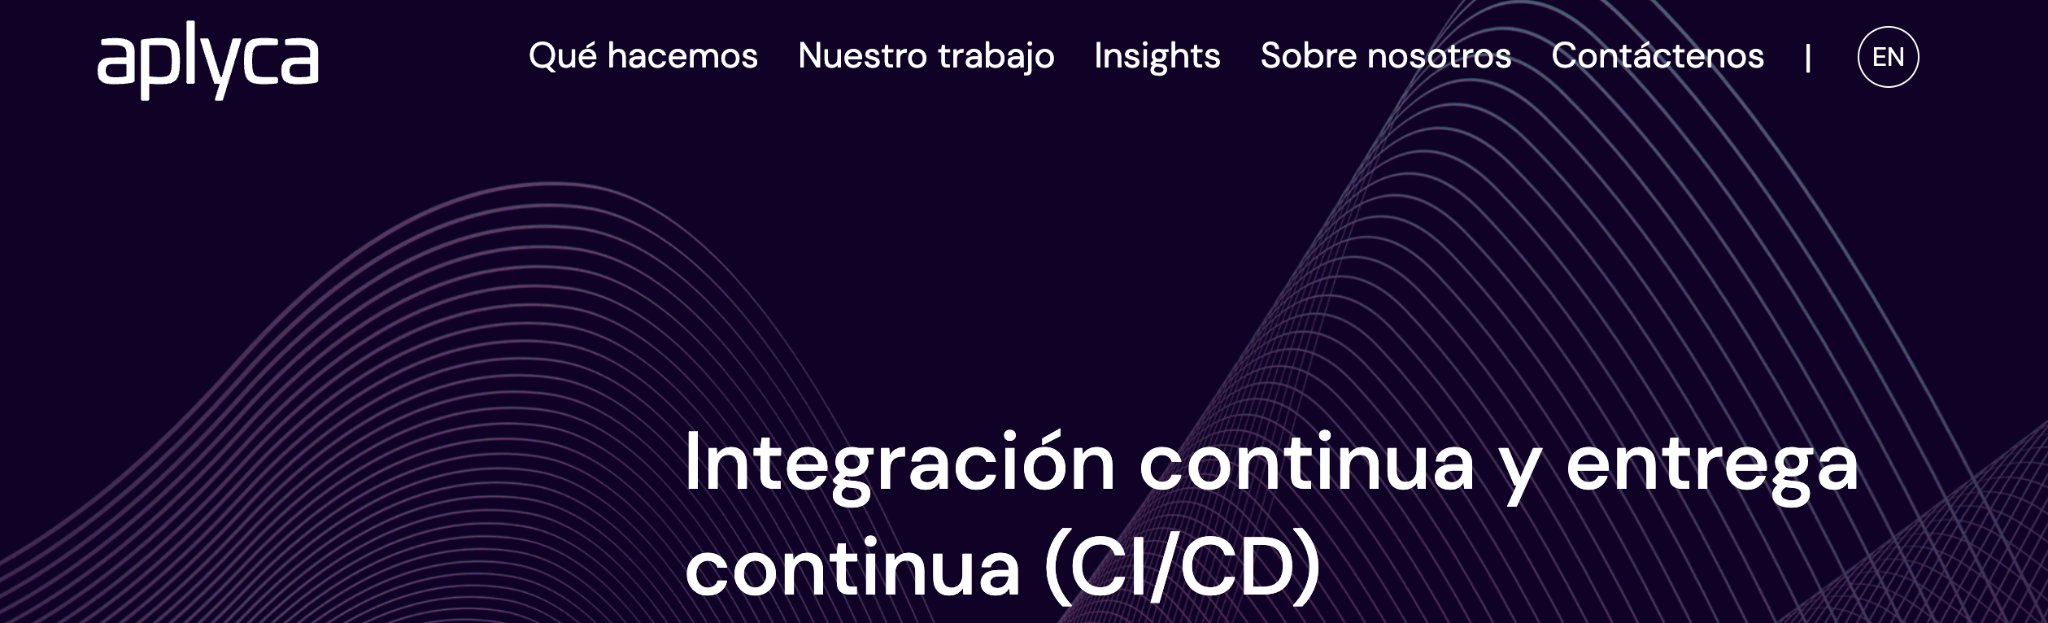 aplyca
Qué hacemos Nuestro trabajo Insights Sobre nosotros Contáctenos | EN
Integración continua y entrega
continua (CI/CD)